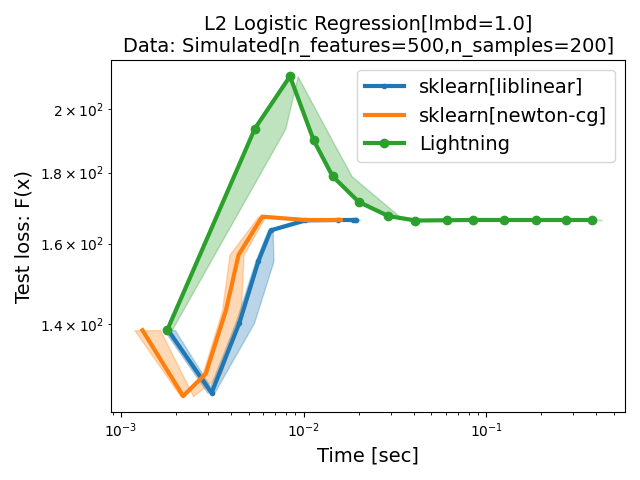 L2 Logistic Regression[lmbd=1.0]
Data: Simulated[n_features=500,n_samples=200]
sklearn[liblinear]
sklearn[newton-cg]
Lightning
Test loss: F(x)
2 × 10²
1.8 × 10²
1.6 × 10²
1.4 × 10²
10⁻³
10⁻²
10⁻¹
Time [sec]